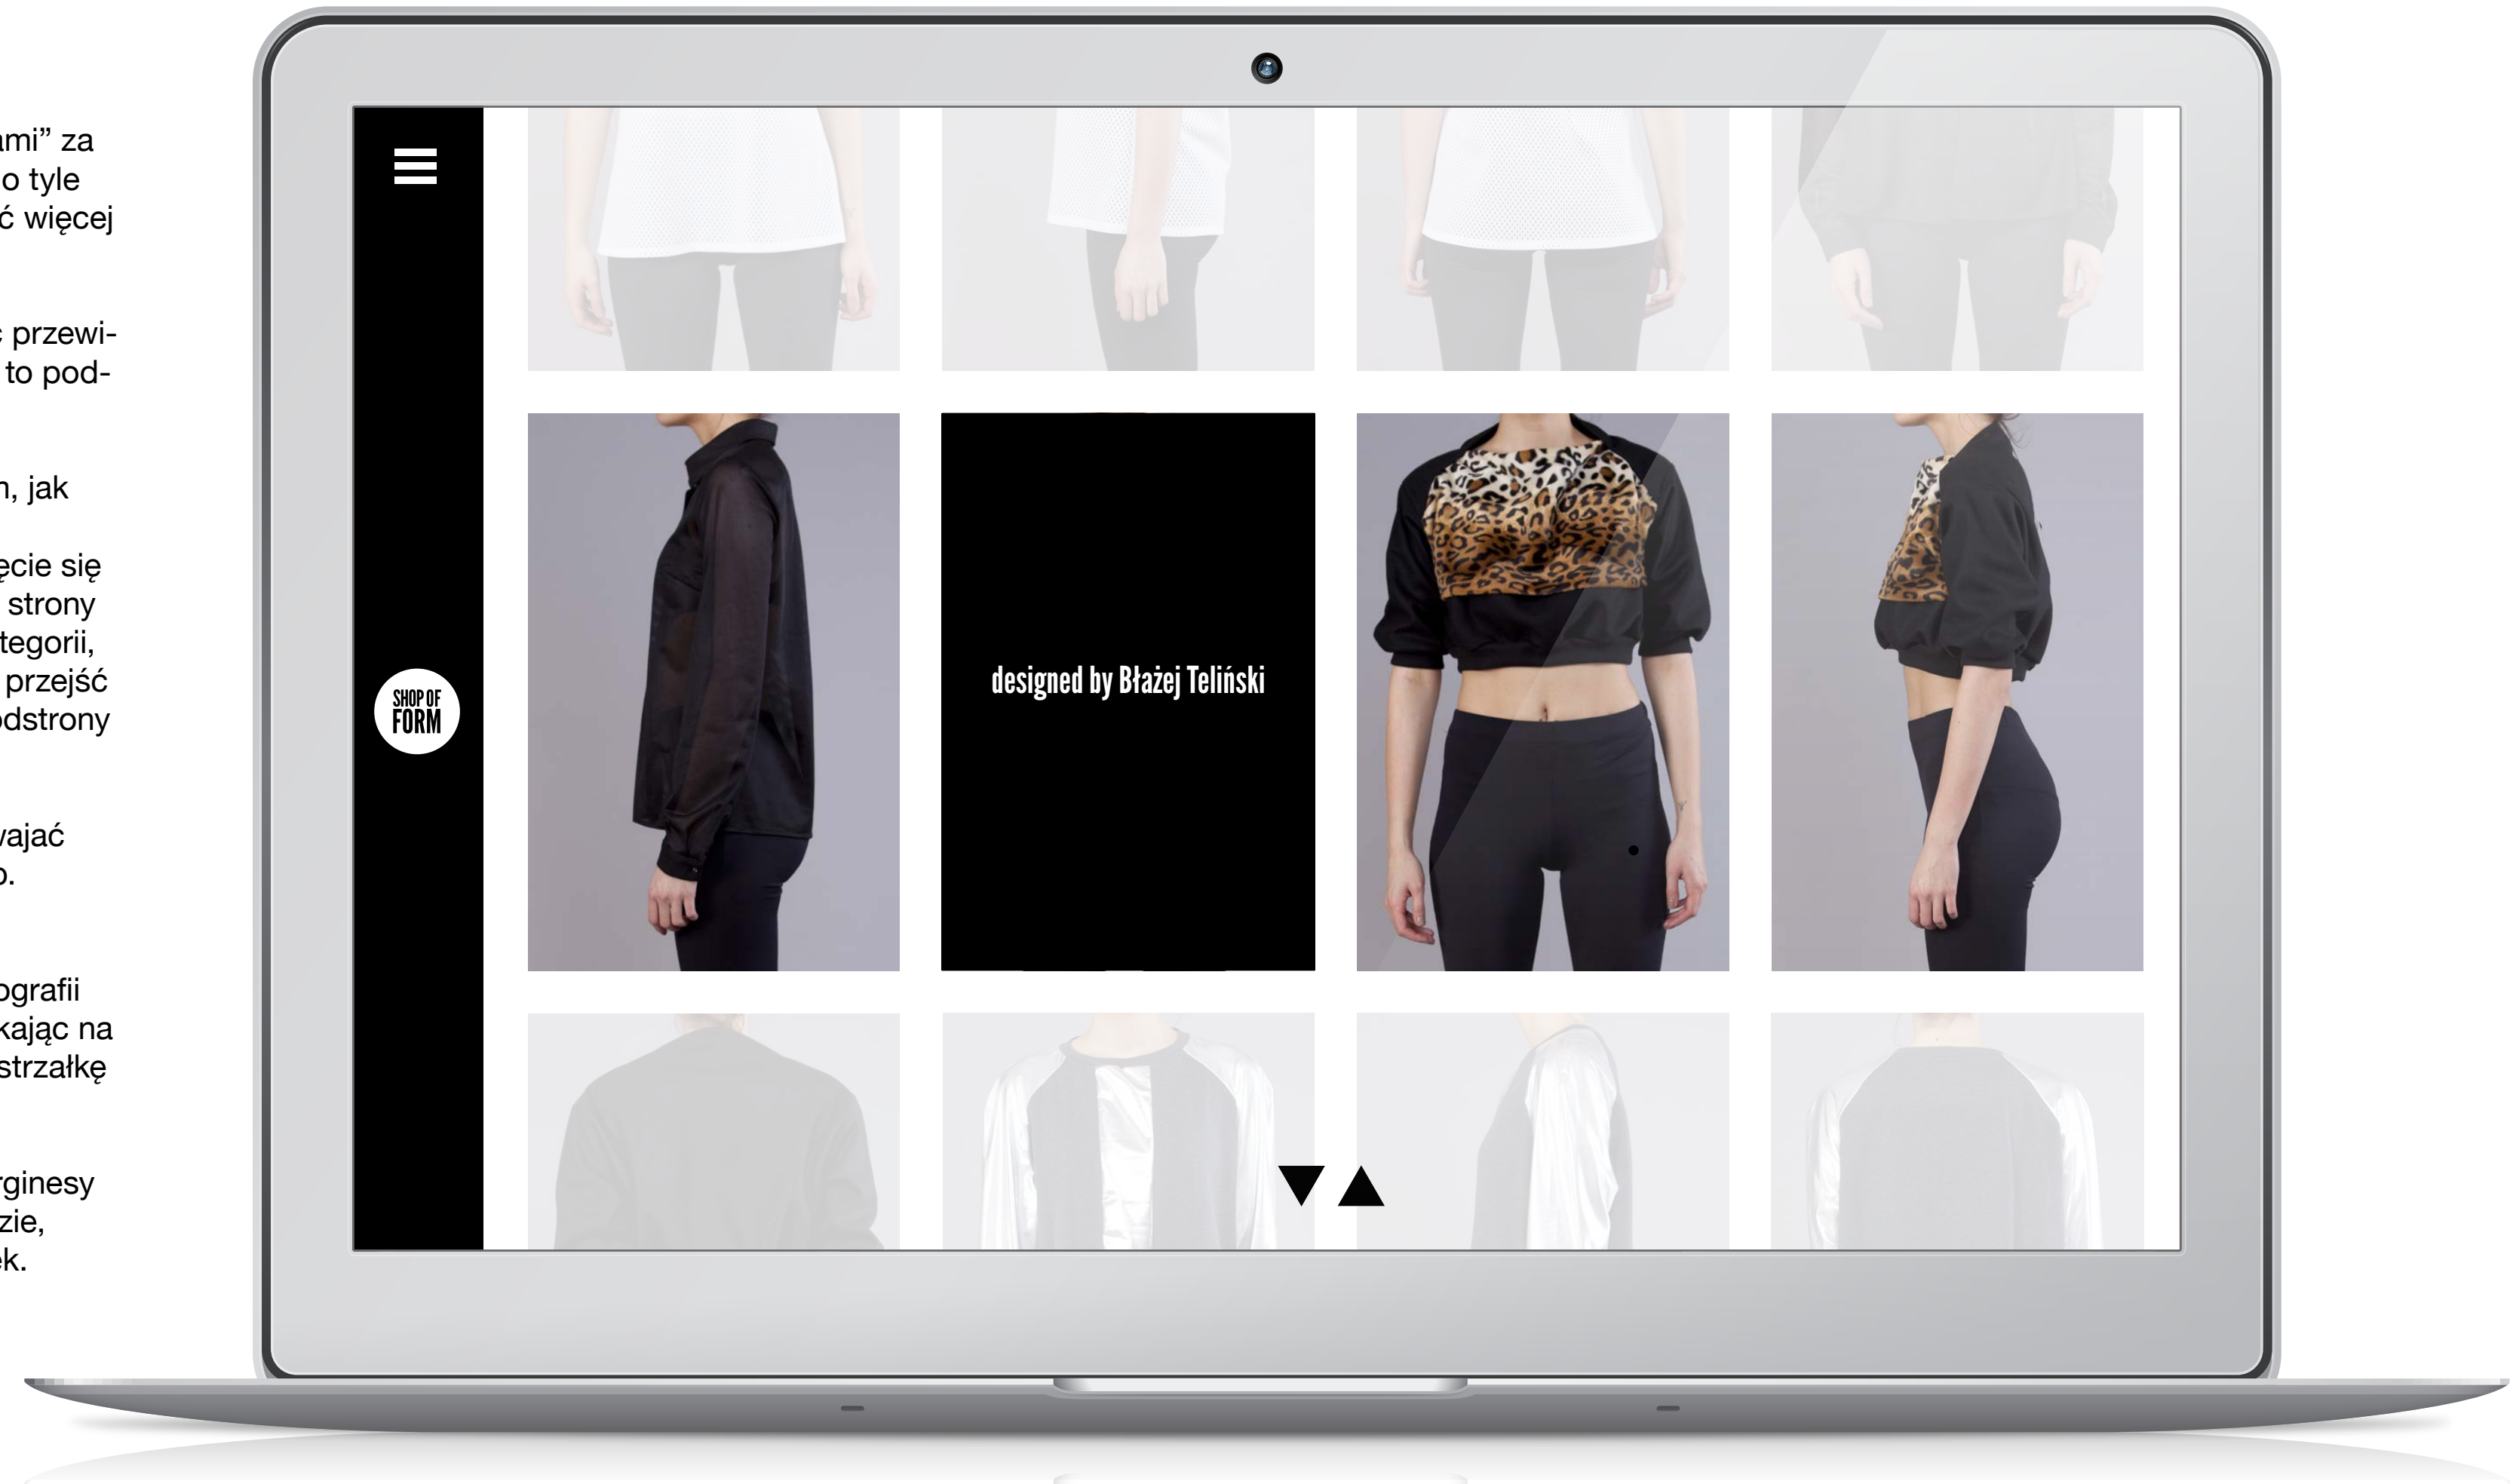 ami” za
o tyle
ć więcej
przewi-
to pod-
, jak
ęcie się
strony
tegorii,
przejść
odstrony
wajać
o.
ografii
kając na
strzałkę
rginesy
zie,
ek.
SHOP OF
FORM
designed by Błażej Teliński